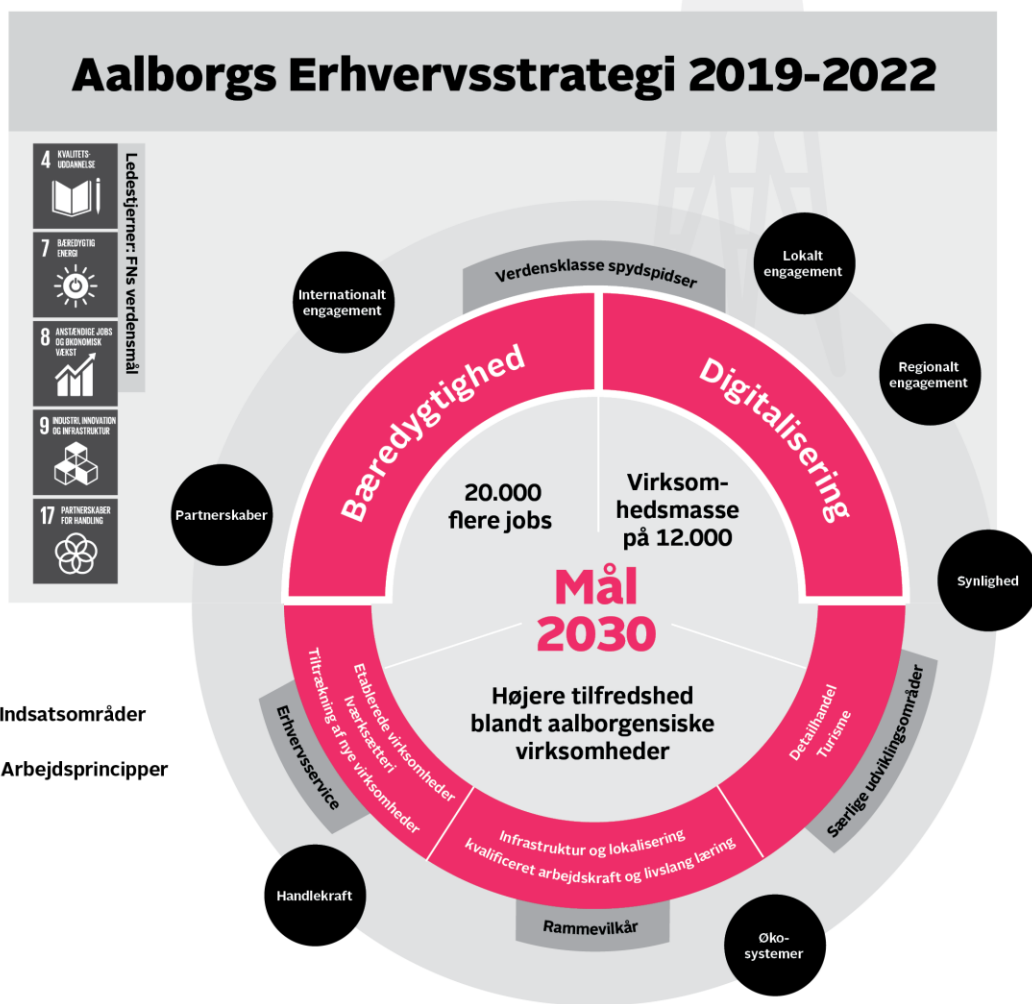 Aalborgs Erhvervsstrategi 2019-2022
4 KVALITETS-
UDDANNELSE
7 BÆREDYGTIG
ENERGI
8 ANSTÆNDIGE JOBS
OG ØKONOMISK
VÆKST
9 INDUSTRI, INNOVATION
OG INFRASTRUKTUR
17 PARTNERSKABER
FOR HANDLING
Ledestjerner: FNs verdensmål
Internationalt
engagement
Verdensklasse spydspidser
Lokalt
engagement
Regionalt
engagement
Partnerskaber
Synlighed
Bæredygtighed
Digitalisering
20.000
flere jobs
Virksom-
hedsmasse
på 12.000
Mål
2030
Højere tilfredshed
blandt aalborgensiske
virksomheder
Indsatsområder
Arbejdsprincipper
Erhvervsservice
Etablerede virksomheder
Iværksætteri
Tiltrækning af nye virksomheder
Infrastruktur og lokalisering
kvalificeret arbejdskraft og livslang læring
Rammevilkår
Detailhandel
Turisme
Særlige udviklingsområder
Handlekraft
Øko-
systemer